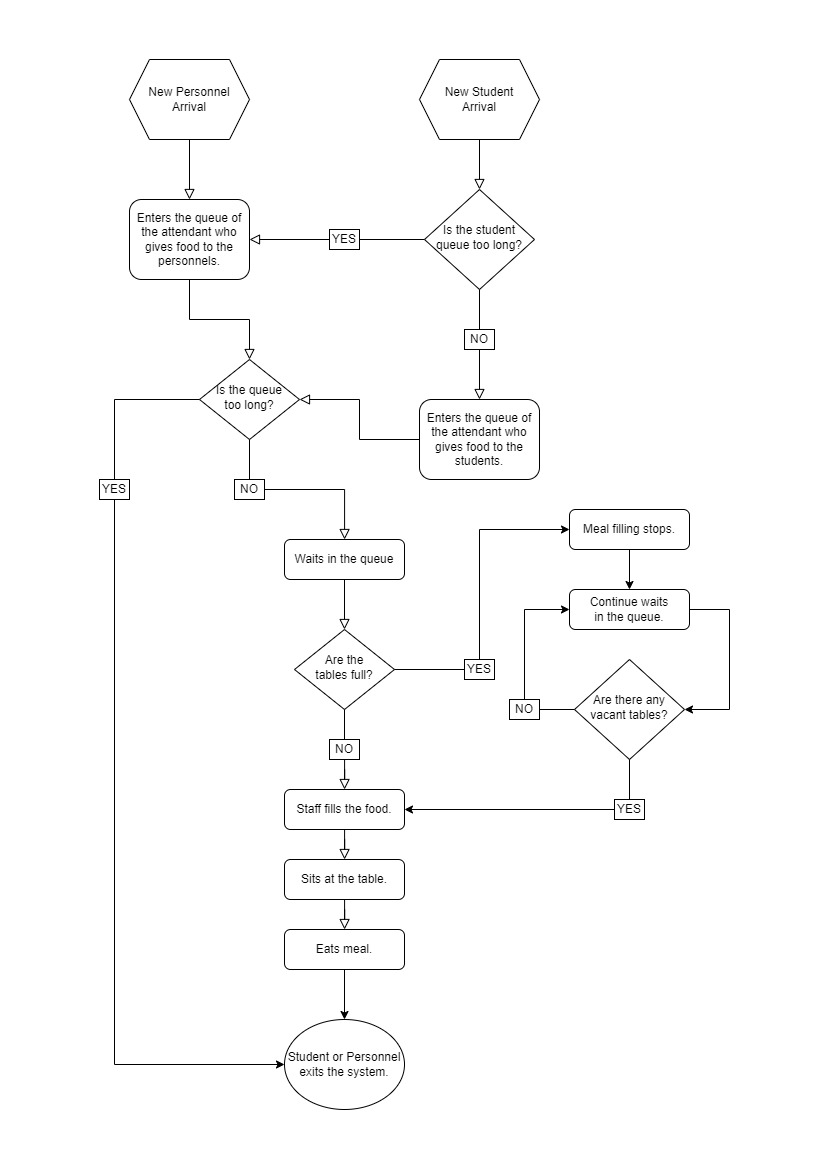 New Personnel
Arrival
New Student
Arrival
Enters the queue of
the attendant who
gives food to the
personnels.
YES
Is the student
queue too long?
NO
Is the queue
too long?
Enters the queue of
the attendant who
gives food to the
students.
YES
NO
Waits in the queue
Meal filling stops.
Continue waits
in the queue.
Are the
tables full?
YES
NO
Are there any
vacant tables?
NO
YES
Staff fills the food.
Sits at the table.
Eats meal.
Student or Personnel
exits the system.